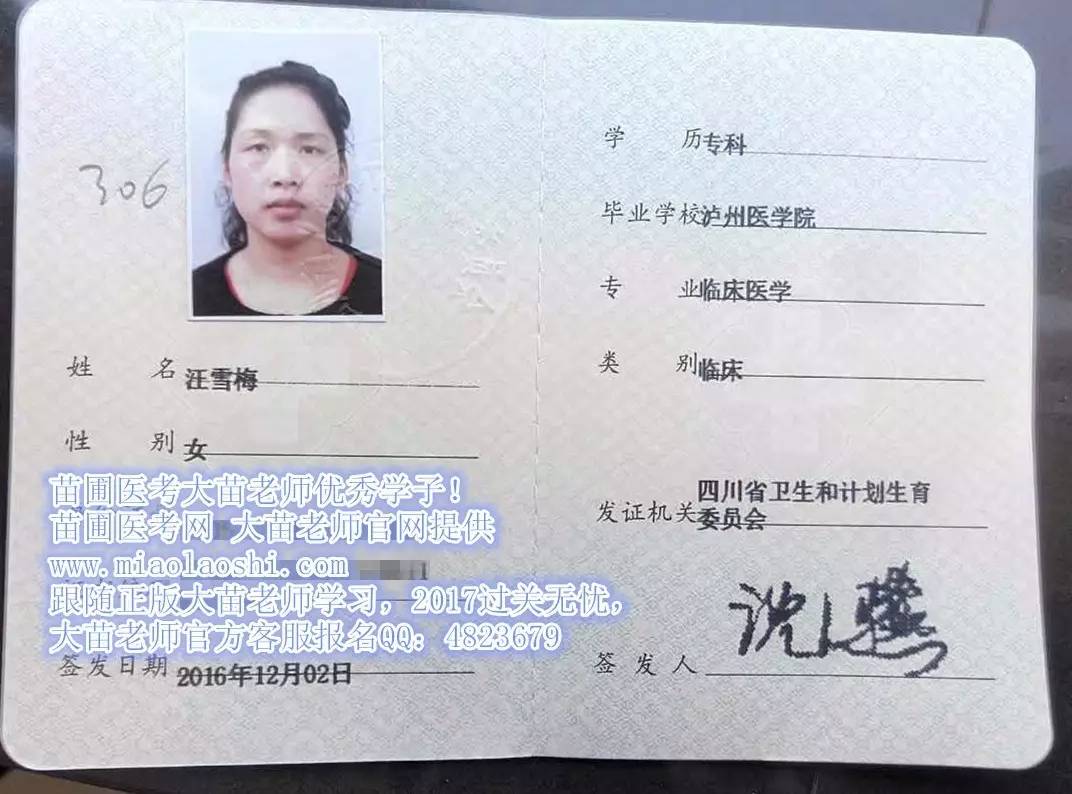 306
姓 名 汪雪梅
性 别 女
苗圃医考大苗老师优秀学子！
苗圃医考网 大苗老师官网提供
www.miaolaoshi.com
跟随正版大苗老师学习，2017过关无忧，
大苗老师官方客服报名QQ：4823679
签发日期 2016年12月02日
学 历 专科
毕业学校 泸州医学院
专 业 临床医学
类 别 临床
发证机关 四川省卫生和计划生育
委员会
签 发 人